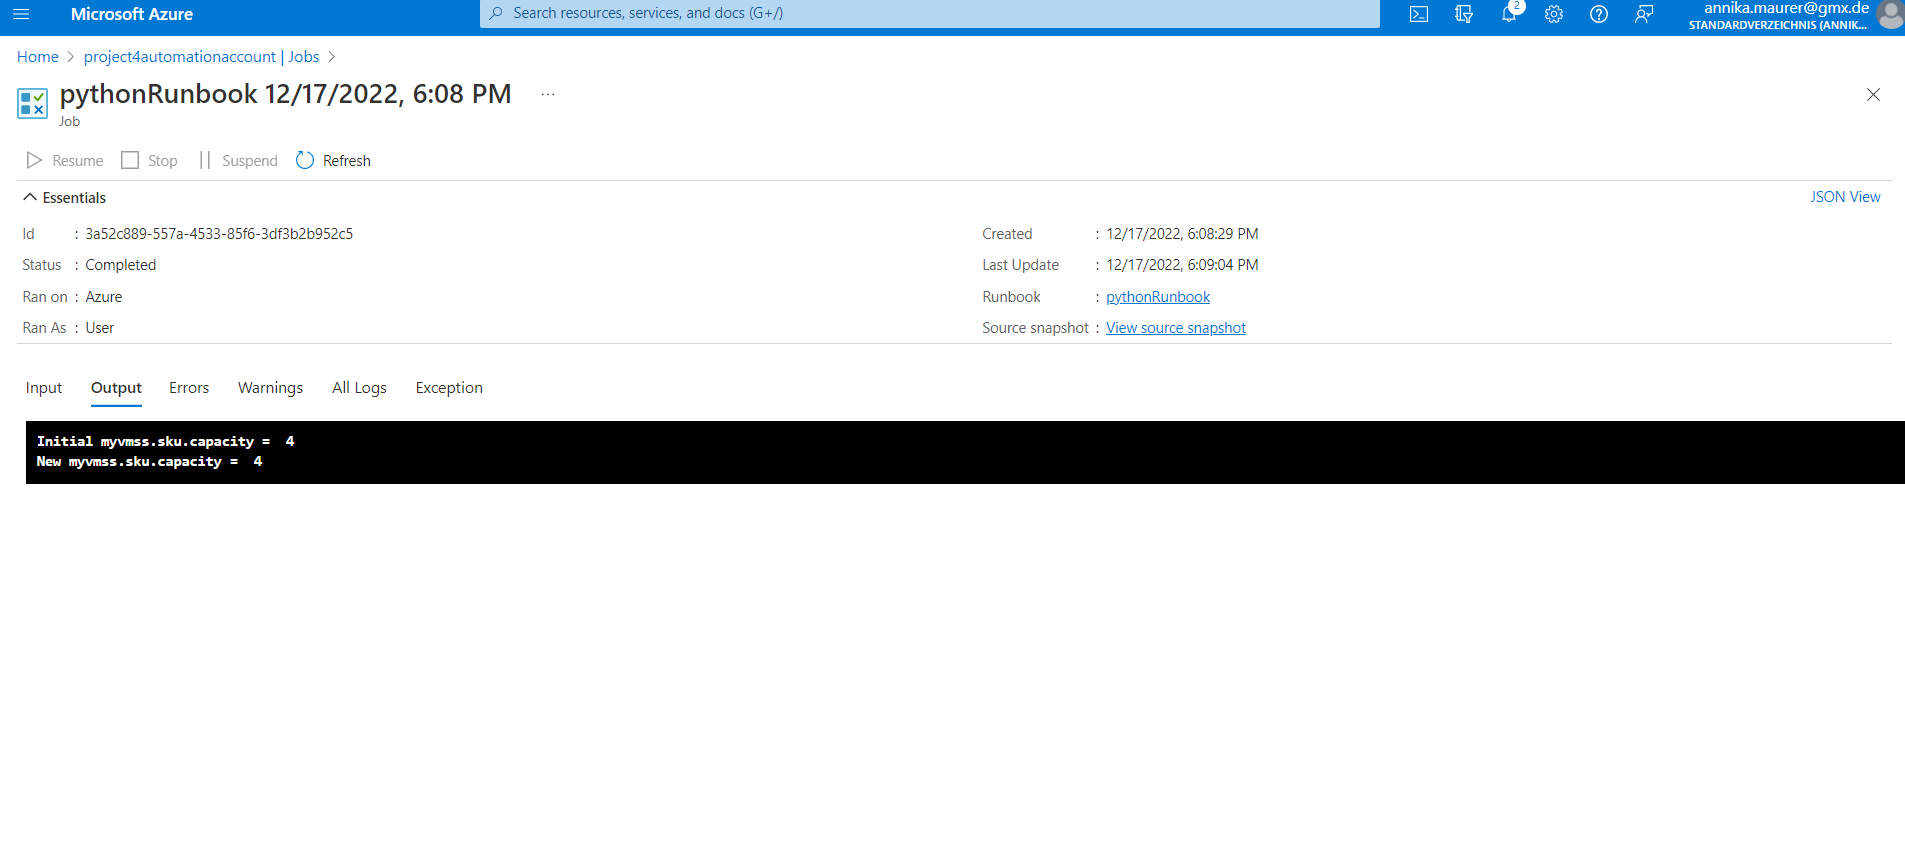 Microsoft Azure
Search resources, services, and docs (G+/)
2
annika.maurer@gmx.de
STANDARDVERZEICHNIS (ANNIK...
Home > project4automationaccount | Jobs >
pythonRunbook 12/17/2022, 6:08 PM ...
Job
Resume Stop Suspend Refresh
Essentials JSON View
Id : 3a52c889-557a-4533-85f6-3df3b2b952c5 Created : 12/17/2022, 6:08:29 PM
Status : Completed Last Update : 12/17/2022, 6:09:04 PM
Ran on : Azure Runbook : pythonRunbook
Ran As : User Source snapshot : View source snapshot
Input Output Errors Warnings All Logs Exception
Initial myvmss.sku.capacity = 4
New myvmss.sku.capacity = 4